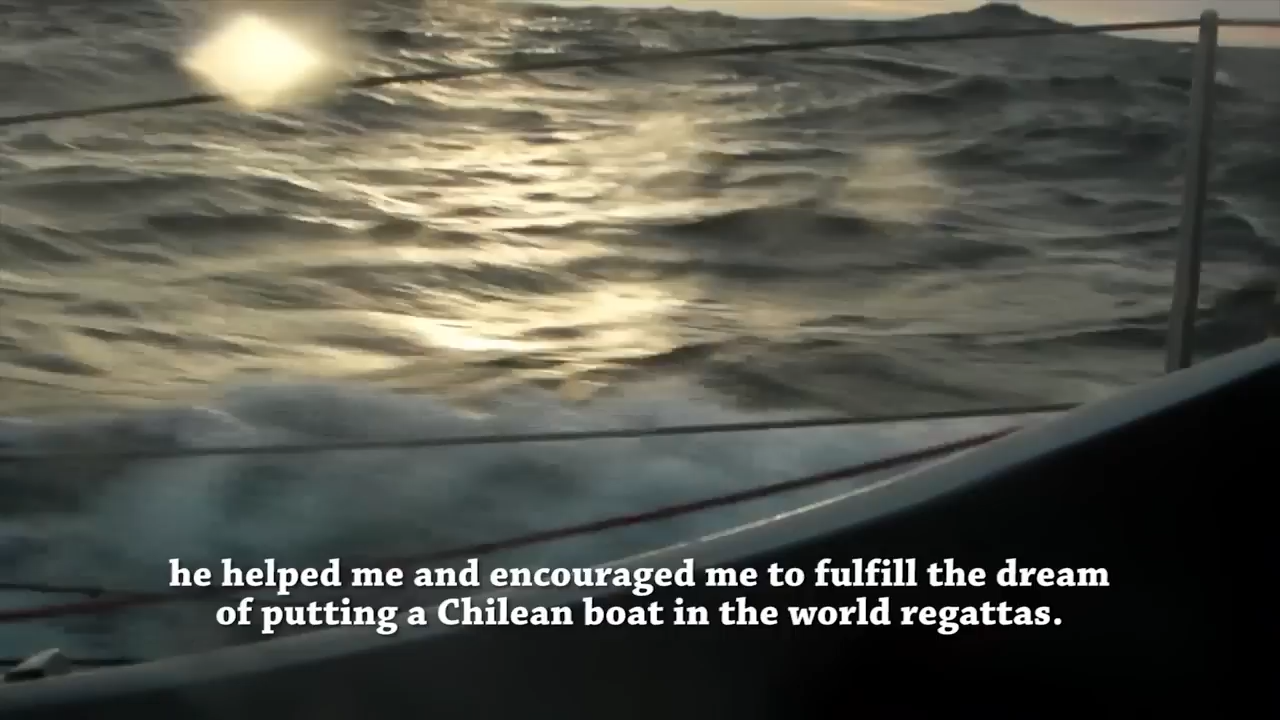 he helped me and encouraged me to fulfill the dream
of putting a Chilean boat in the world regattas.